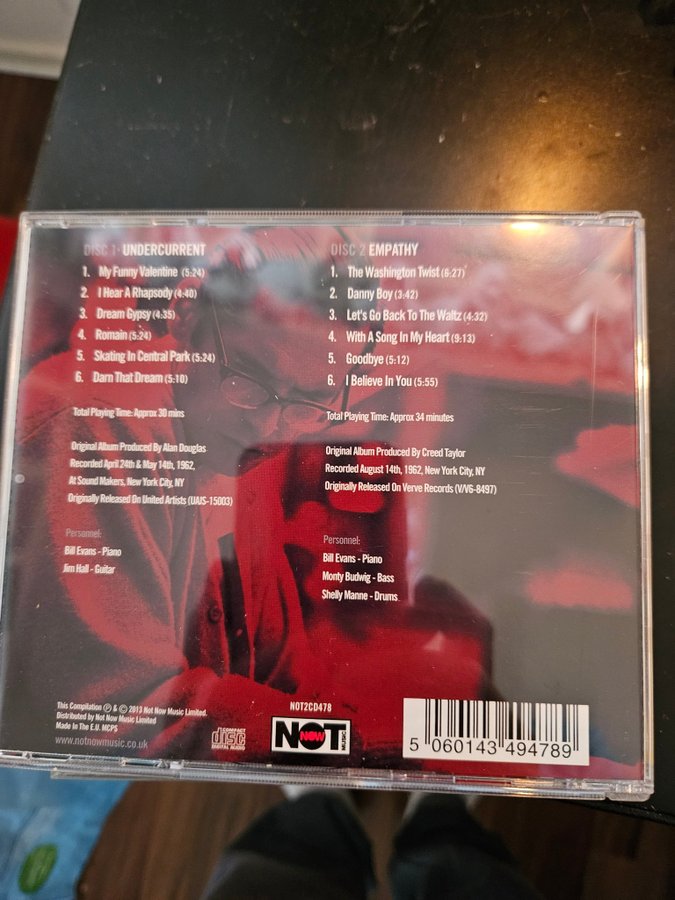 DISC 1 · UNDERCURRENT
1. My Funny Valentine (5:24)
2. I Hear A Rhapsody (4:40)
3. Dream Gypsy (4:35)
4. Romain (5:24)
5. Skating In Central Park (5:24)
6. Darn That Dream (5:10)
Total Playing Time: Approx 30 mins
Original Album Produced By Alan Douglas
Recorded April 24th & May 14th, 1962,
At Sound Makers, New York City, NY
Originally Released On United Artists (UAJS-15003)
Personnel:
Bill Evans - Piano
Jim Hall - Guitar
DISC 2 EMPATHY
1. The Washington Twist (6:27)
2. Danny Boy (3:42)
3. Let's Go Back To The Waltz (4:32)
4. With A Song In My Heart (9:13)
5. Goodbye (5:12)
6. I Believe In You (5:55)
Total Playing Time: Approx 34 minutes
Original Album Produced By Creed Taylor
Recorded August 14th, 1962, New York City, NY
Originally Released On Verve Records (V/V6-8497)
Personnel:
Bill Evans - Piano
Monty Budwig - Bass
Shelly Manne - Drums
This Compilation ℗ & © 2013 Not Now Music Limited.
Distributed by Not Now Music Limited
Made In The E.U. MCPS
www.notnowmusic.co.uk
COMPACT
disc
DIGITAL AUDIO
NOT2CD478
NOT NOW MUSIC
5 060143 494789